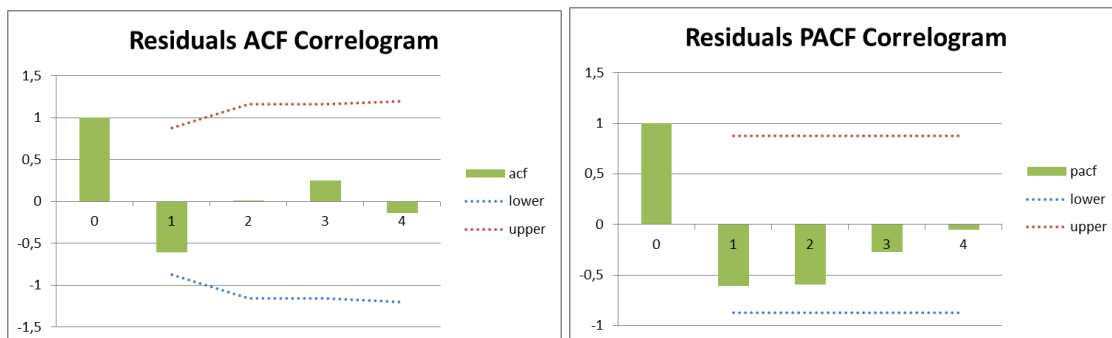 Residuals ACF Correlogram
1,5
1
0,5
0
-0,5
-1
-1,5
0 1 2 3 4
acf
lower
upper
Residuals PACF Correlogram
1,5
1
0,5
0
-0,5
-1
0 1 2 3 4
pacf
lower
upper